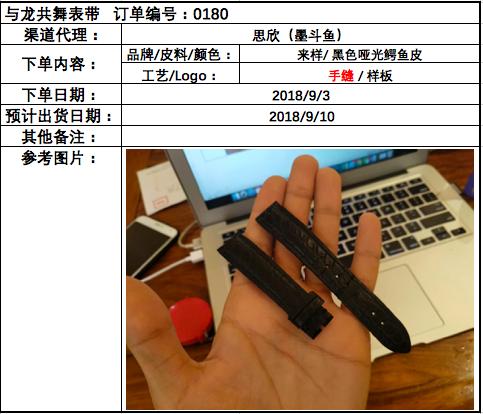 与龙共舞表带 订单编号：0180
渠道代理： 思欣（墨斗鱼）
下单内容： 品牌/皮料/颜色： 来样/ 黑色哑光鳄鱼皮
工艺/Logo： 手缝 / 样板
下单日期： 2018/9/3
预计出货日期： 2018/9/10
其他备注：
参考图片：